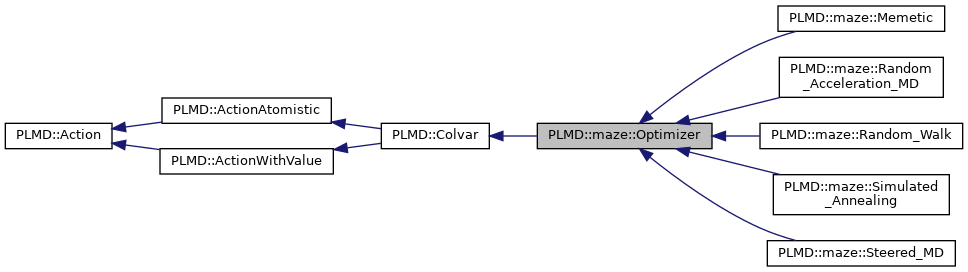 PLMD::Action
PLMD::ActionAtomistic
PLMD::ActionWithValue
PLMD::Colvar
PLMD::maze::Optimizer
PLMD::maze::Memetic
PLMD::maze::Random
_Acceleration_MD
PLMD::maze::Random_Walk
PLMD::maze::Simulated
_Annealing
PLMD::maze::Steered_MD